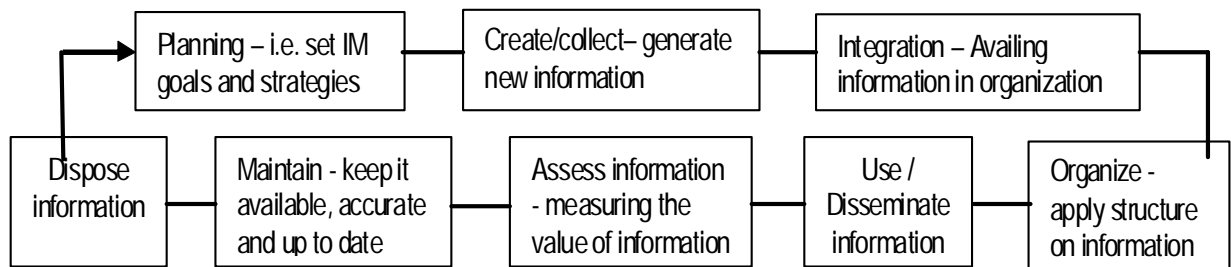 Planning – i.e. set IM
goals and strategies
Create/collect– generate
new information
Integration – Availing
information in organization
Dispose
information
Maintain - keep it
available, accurate
and up to date
Assess information
- measuring the
value of information
Use /
Disseminate
information
Organize -
apply structure
on information